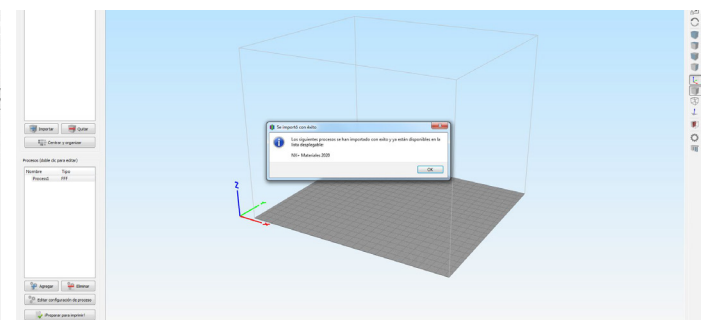 Importar
Quitar
Centrar y organizar
Procesos (doble clic para editar)
Nombre
Tipo
Process1
FFF
Agregar
Eliminar
Editar configuración de proceso
¡Preparar para imprimir!
Se importó con éxito
Los siguientes procesos se han importado con éxito y ya están disponibles en la
lista desplegable:
Materiales 2020
OK
Z